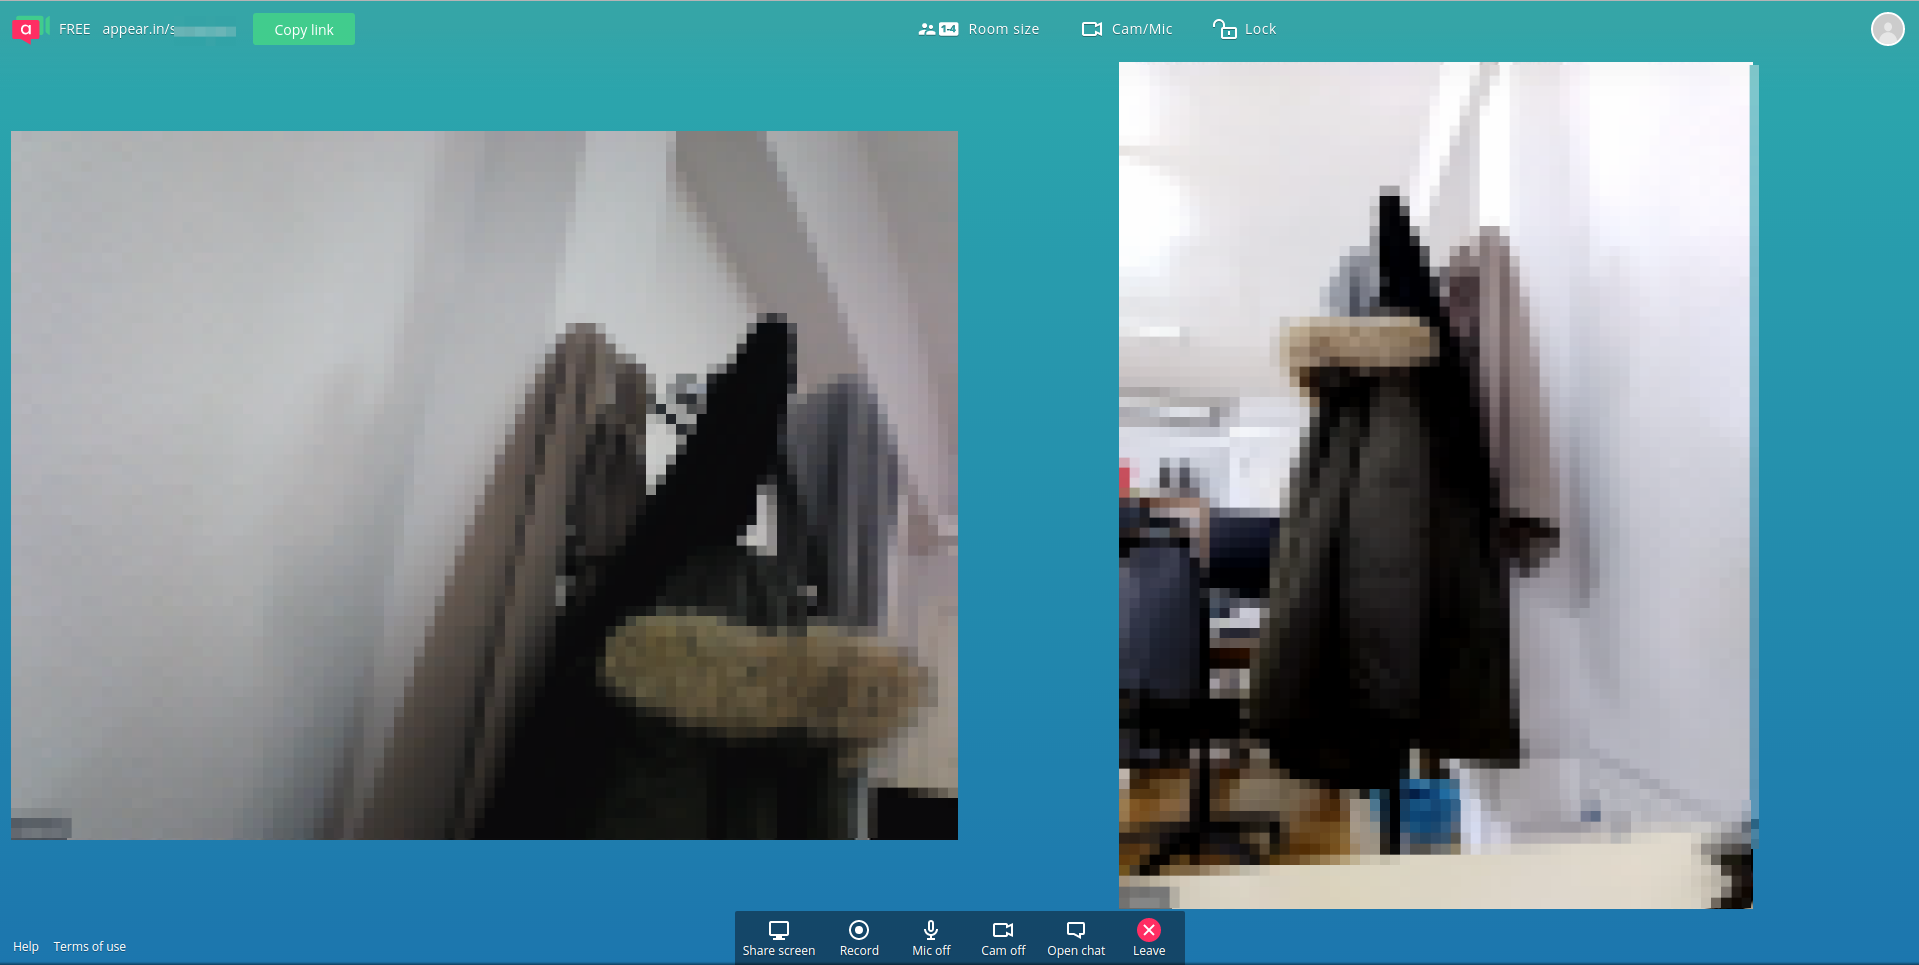 a FREE appear.in/s Copy link
1-4 Room size Cam/Mic Lock
Share screen Record Mic off Cam off Open chat Leave
Help Terms of use